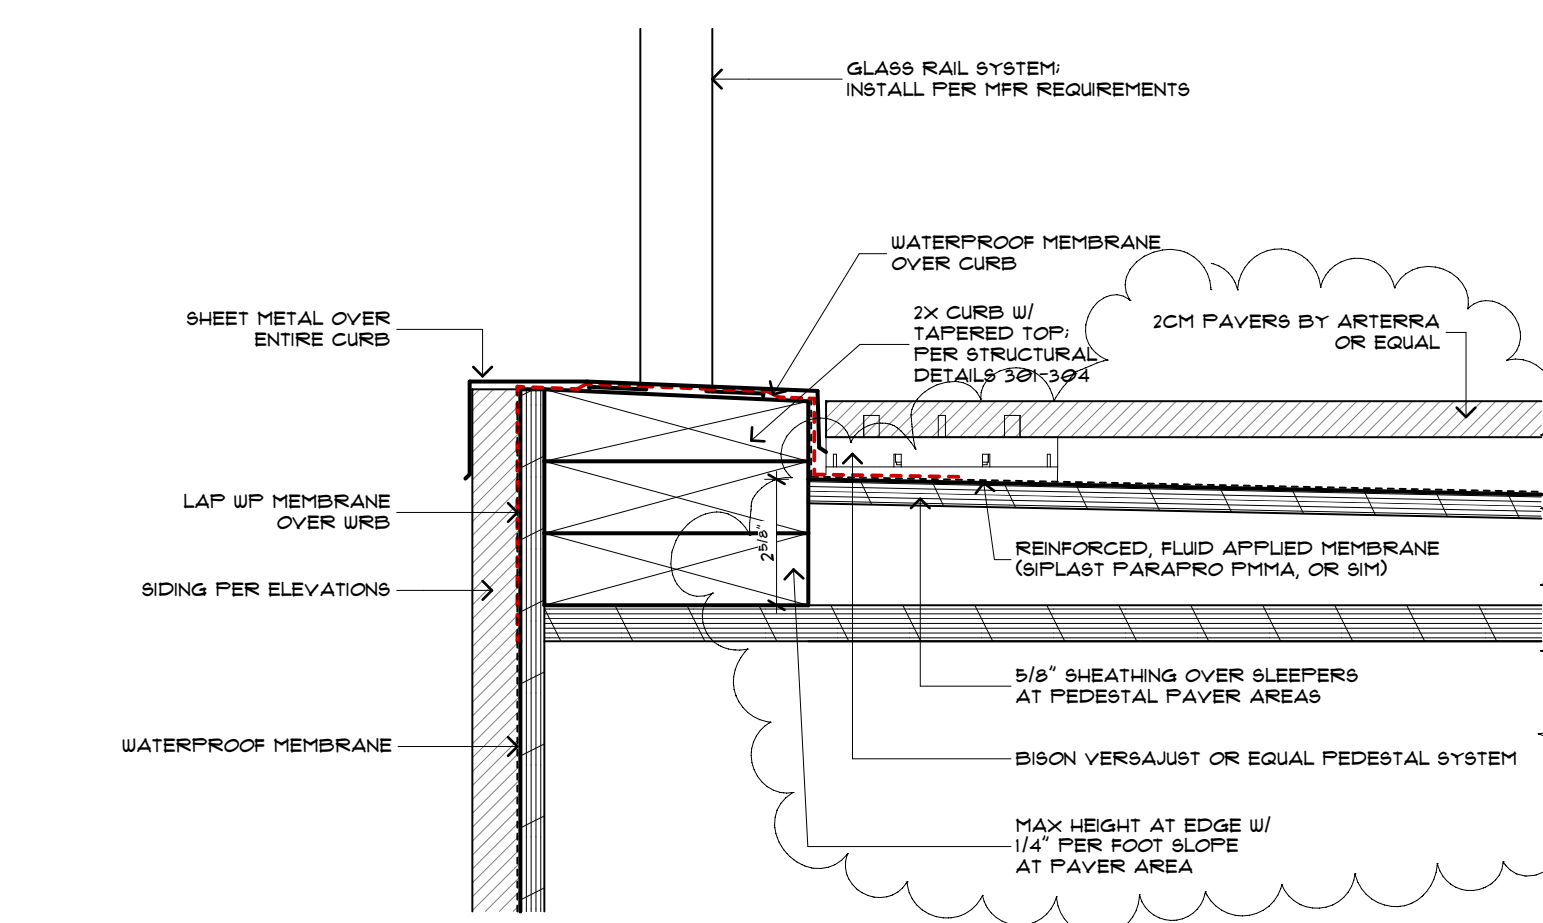 GLASS RAIL SYSTEM;
INSTALL PER MFR REQUIREMENTS
WATERPROOF MEMBRANE
OVER CURB
2X CURB W/
TAPERED TOP;
PER STRUCTURAL
DETAILS 301-304
2CM PAVERS BY ARTERRA
OR EQUAL
SHEET METAL OVER
ENTIRE CURB
LAP WP MEMBRANE
OVER WRB
SIDING PER ELEVATIONS
WATERPROOF MEMBRANE
2 5/8"
REINFORCED, FLUID APPLIED MEMBRANE
(SIPLAST PARAPRO PMMA, OR SIM)
5/8" SHEATHING OVER SLEEPERS
AT PEDESTAL PAVER AREAS
BISON VERSAJUST OR EQUAL PEDESTAL SYSTEM
MAX HEIGHT AT EDGE W/
1/4" PER FOOT SLOPE
AT PAVER AREA